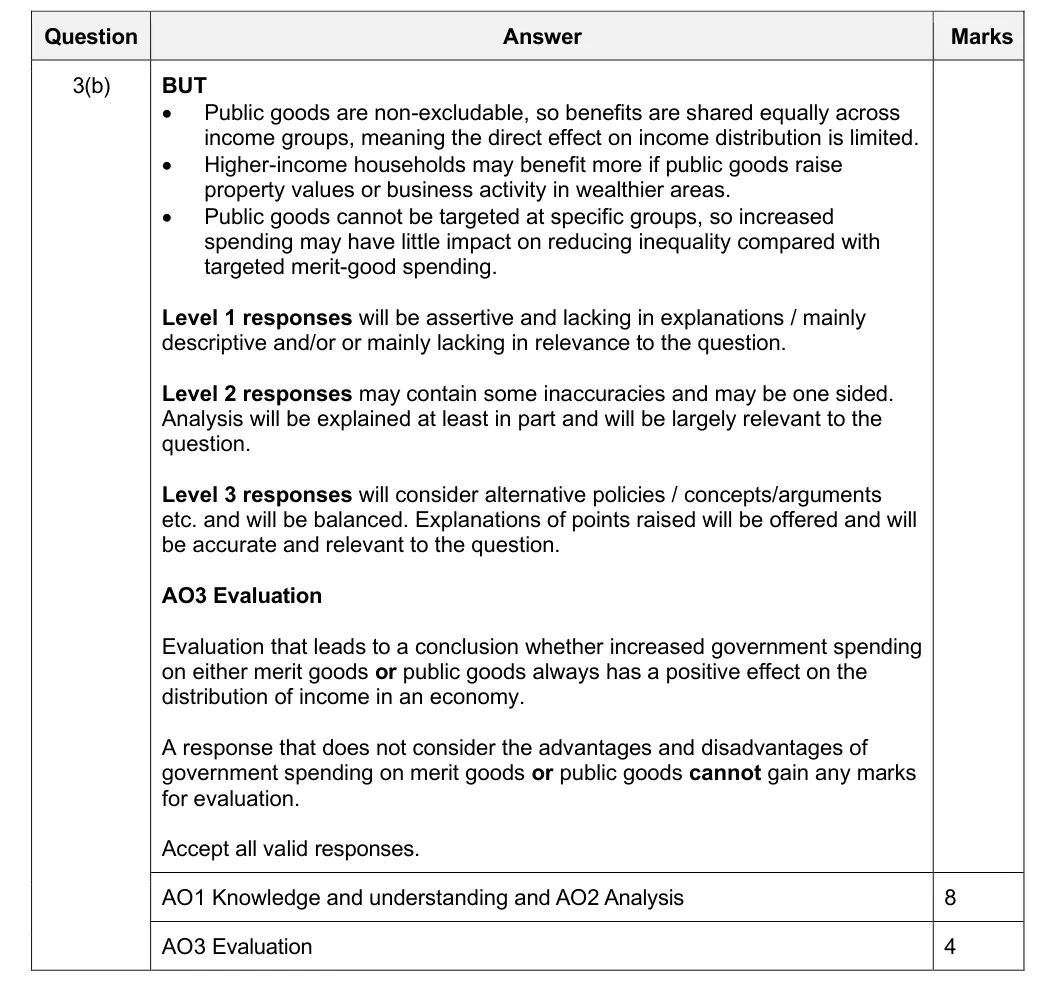 Question Answer Marks
3(b) BUT
• Public goods are non-excludable, so benefits are shared equally across
income groups, meaning the direct effect on income distribution is limited.
• Higher-income households may benefit more if public goods raise
property values or business activity in wealthier areas.
• Public goods cannot be targeted at specific groups, so increased
spending may have little impact on reducing inequality compared with
targeted merit-good spending.
Level 1 responses will be assertive and lacking in explanations / mainly
descriptive and/or or mainly lacking in relevance to the question.
Level 2 responses may contain some inaccuracies and may be one sided.
Analysis will be explained at least in part and will be largely relevant to the
question.
Level 3 responses will consider alternative policies / concepts/arguments
etc. and will be balanced. Explanations of points raised will be offered and will
be accurate and relevant to the question.
AO3 Evaluation
Evaluation that leads to a conclusion whether increased government spending
on either merit goods or public goods always has a positive effect on the
distribution of income in an economy.
A response that does not consider the advantages and disadvantages of
government spending on merit goods or public goods cannot gain any marks
for evaluation.
Accept all valid responses.
AO1 Knowledge and understanding and AO2 Analysis 8
AO3 Evaluation 4